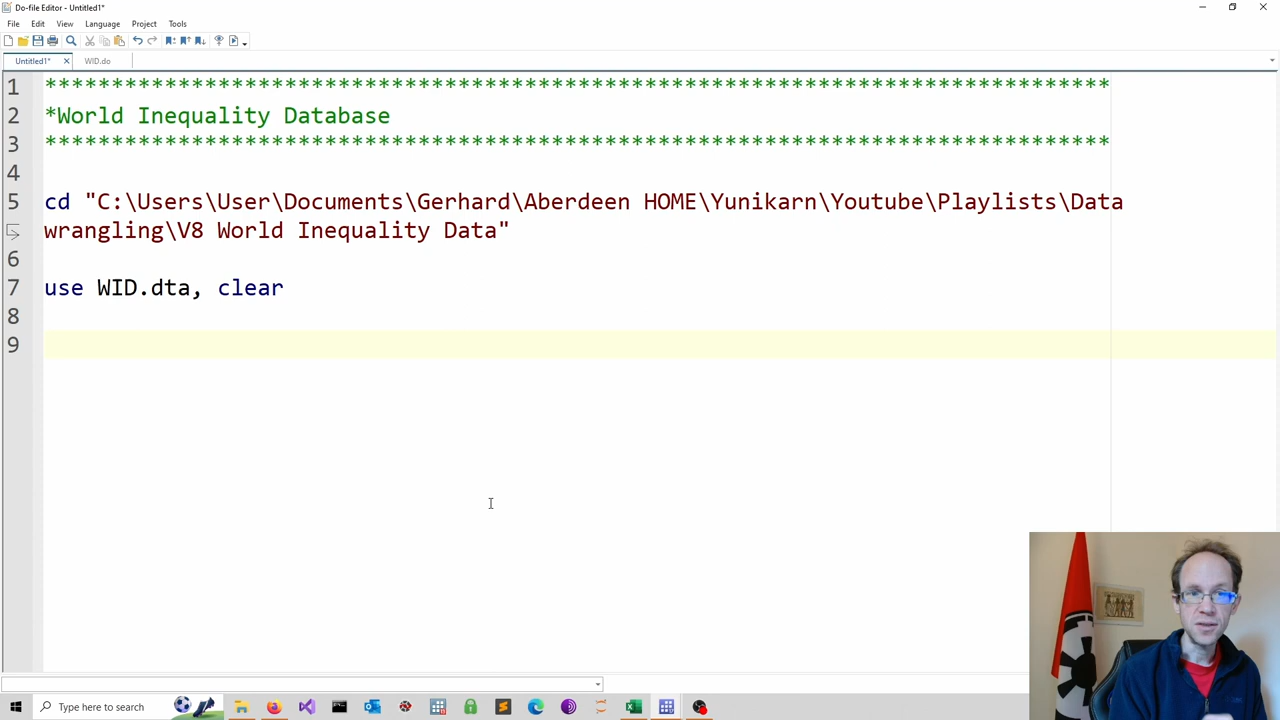 Do-file Editor - Untitled1*
File Edit View Language Project Tools
Untitled1* WID.do
1 ********************************************************************************
2 *World Inequality Database
3 ********************************************************************************
4
5 cd "C:\Users\User\Documents\Gerhard\Aberdeen HOME\Yunikarn\Youtube\Playlists\Data
wrangling\V8 World Inequality Data"
6
7 use WID.dta, clear
8
9
Type here to search